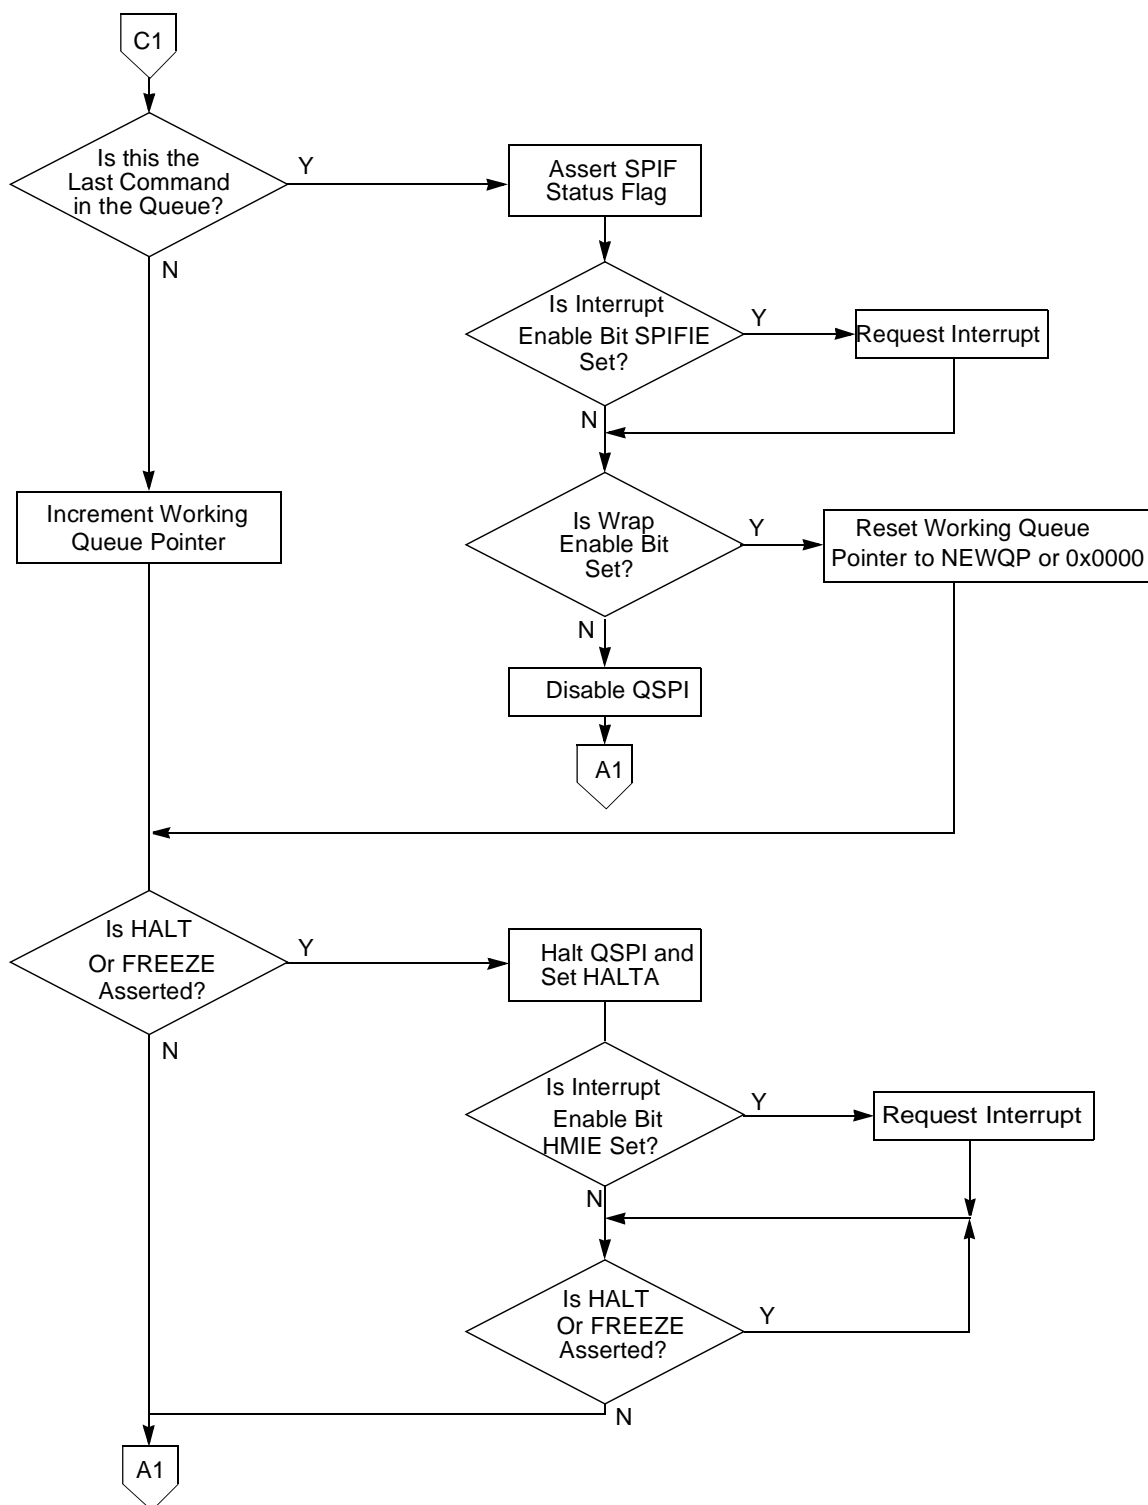 C1
Is this the
Last Command
in the Queue?
Y
N
Assert SPIF
Status Flag
Is Interrupt
Enable Bit SPIFIE
Set?
Y
Request Interrupt
N
Increment Working
Queue Pointer
Is Wrap
Enable Bit
Set?
Y
Reset Working Queue
Pointer to NEWQP or 0x0000
N
Disable QSPI
A1
Is HALT
Or FREEZE
Asserted?
Y
N
Halt QSPI and
Set HALTA
Is Interrupt
Enable Bit
HMIE Set?
Y
Request Interrupt
N
Is HALT
Or FREEZE
Asserted?
Y
N
A1